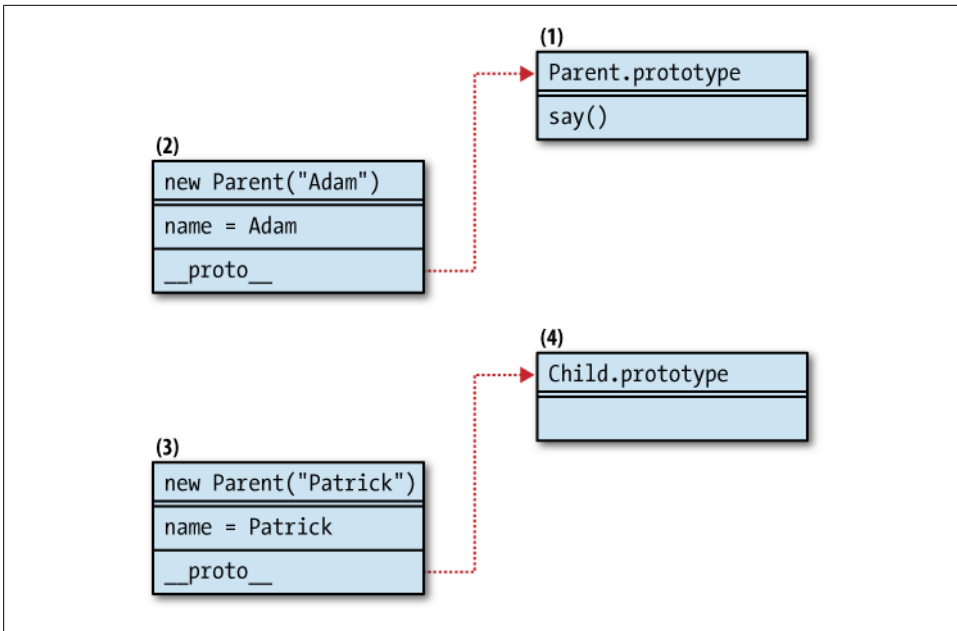 (1)
Parent.prototype
say()
(2)
new Parent("Adam")
name = Adam
__proto__
(4)
Child.prototype
(3)
new Parent("Patrick")
name = Patrick
__proto__